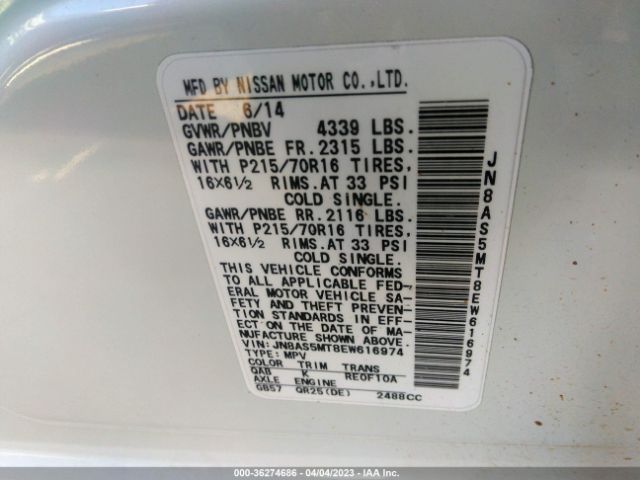 MFD BY NISSAN MOTOR CO.,LTD.
DATE 6/14
GVWR/PNBV 4339 LBS.
GAWR/PNBE FR. 2315 LBS.
WITH P215/70R16 TIRES,
16X6½ RIMS. AT 33 PSI
COLD SINGLE.
GAWR/PNBE RR. 2116 LBS.
WITH P215/70R16 TIRES,
16X6½ RIMS. AT 33 PSI
COLD SINGLE.
THIS VEHICLE CONFORMS
TO ALL APPLICABLE FED-
ERAL MOTOR VEHICLE SA-
FETY AND THEFT PREVEN-
TION STANDARDS IN EFF-
ECT ON THE DATE OF MA-
NUFACTURE SHOWN ABOVE.
VIN: JN8AS5MT8EW616974
TYPE: MPV
COLOR TRIM TRANS
QAB K RE0F10A
AXLE ENGINE
GB57 QR25(DE) 2488CC
JN8AS5MT8EW616974
000-36274686 - 04/04/2023 - IAA Inc.